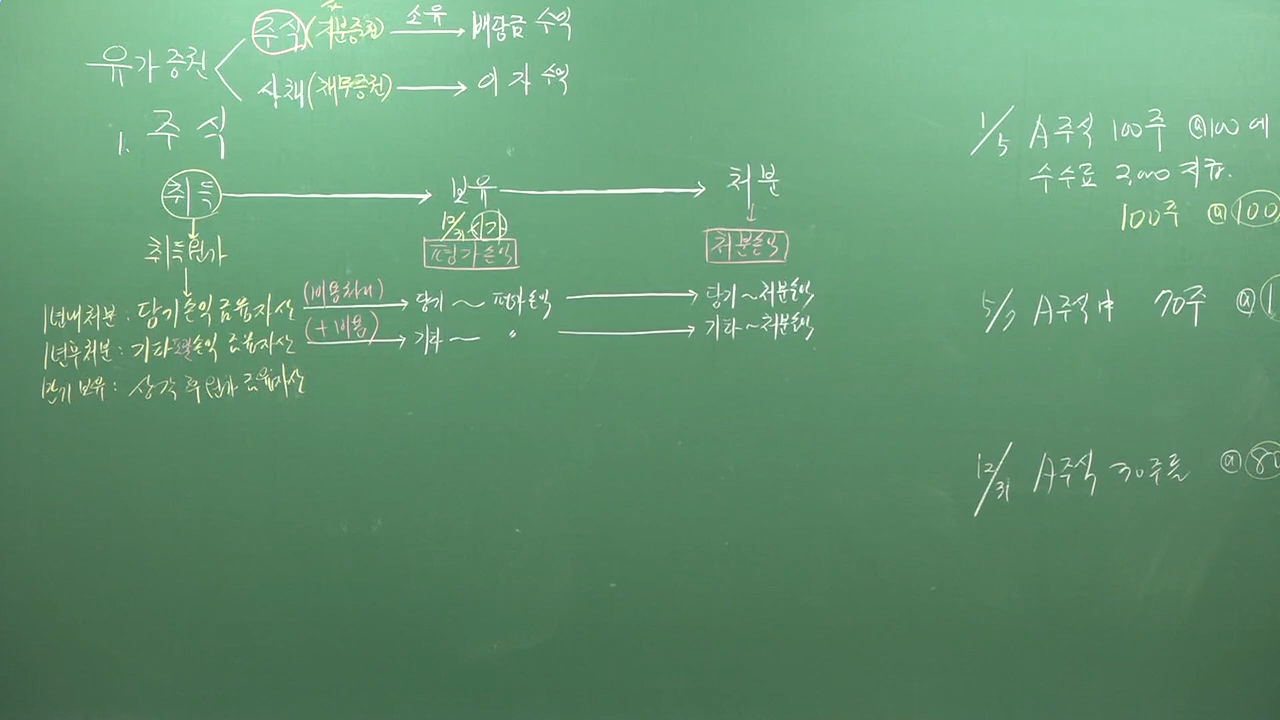 유가증권 주식(지분증권) 소유 → 배당금 수익
사채(채무증권) → 이자수익
1. 주식
취득 → 보유 → 처분
취득원가 12/31 시가 평가손익 처분손익
1년내처분 : 당기손익금융자산 (비용처리) → 당기~평가손익 → 당기~처분손익
1년후처분 : 기타포괄손익 금융자산 (+비용) → 기타~ 〃 → 기타~처분손익
만기보유 : 상각후원가 금융자산
1/5 A주식 100주 @100에
수수료 2,000 지급.
100주 @100
5/7 A주식中 70주 @1
12/31 A주식 30주를 @80